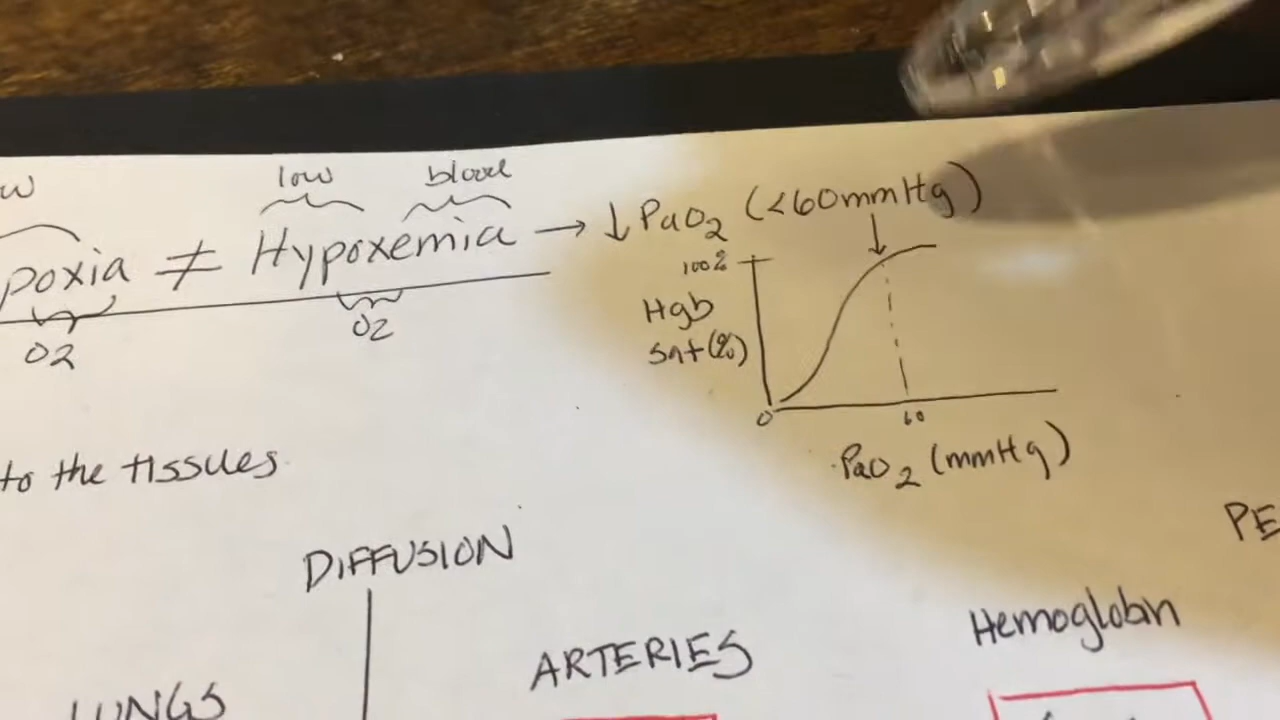 low blood
poxia ≠ Hypoxemia → ↓ PaO2 (<60mmHg)
O2 O2
100%
Hgb
Sat (%)
0 60
PaO2 (mmHg)
to the tissues
PE
DIFFUSION
Hemoglobin
ARTERIES
LUNGS